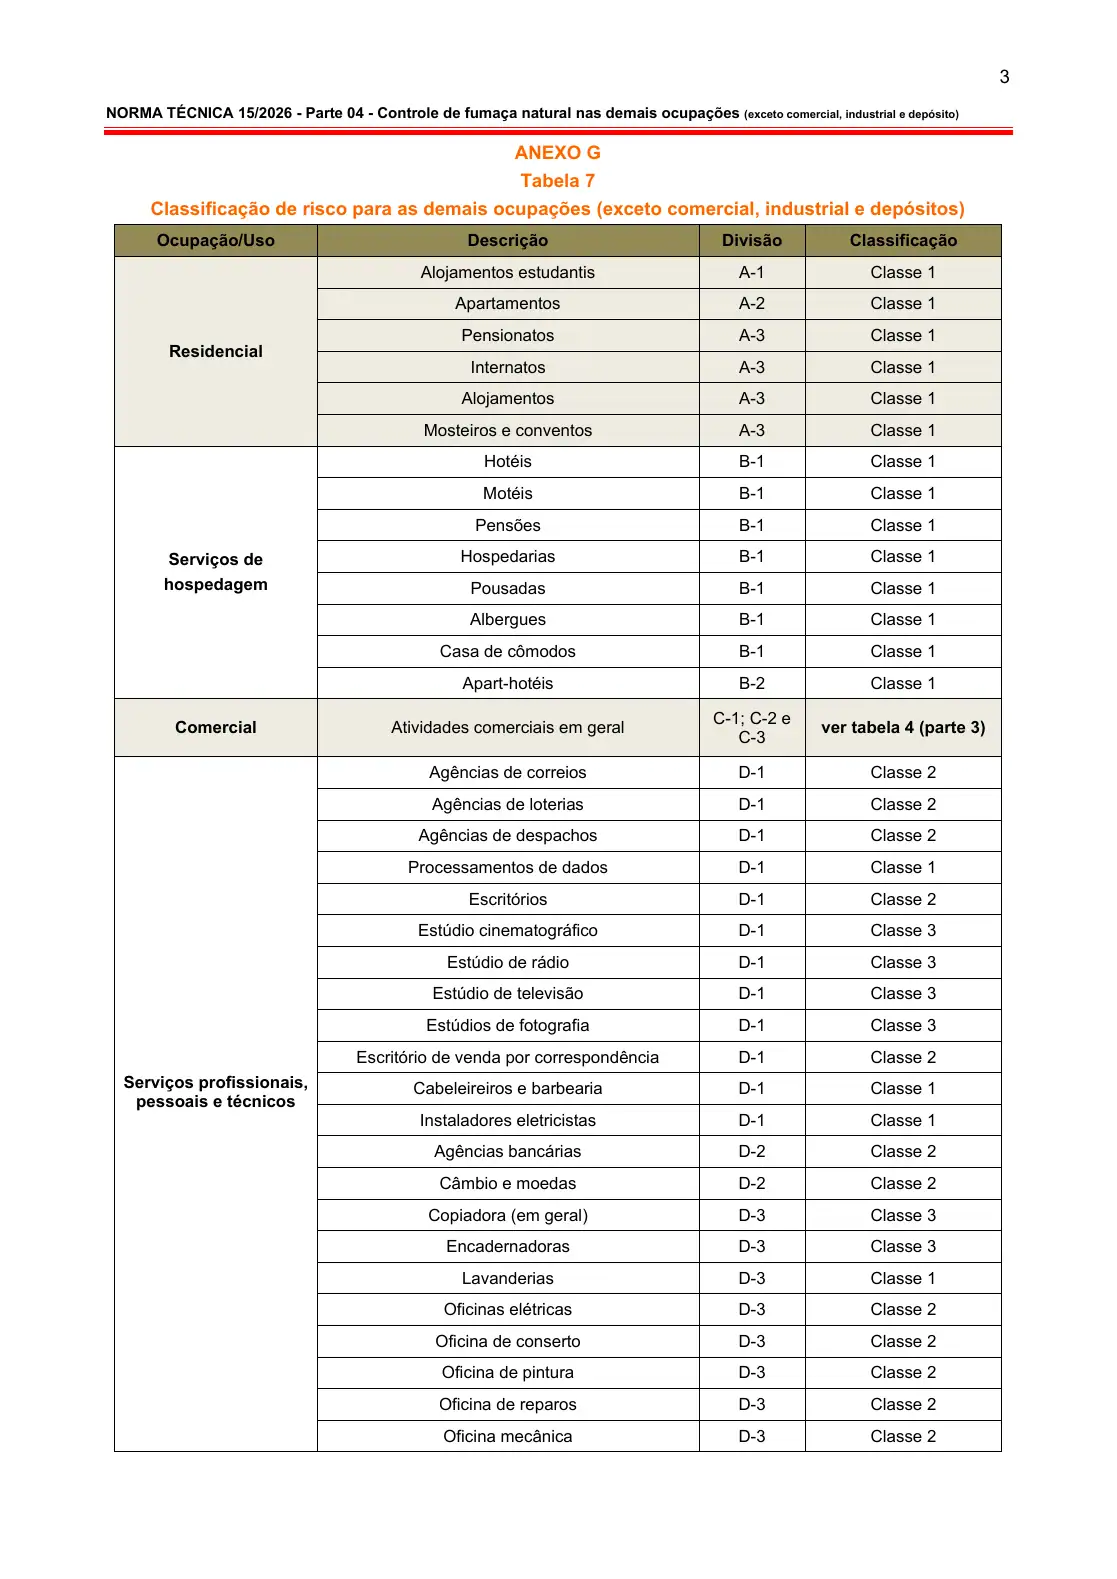 3
NORMA TÉCNICA 15/2026 - Parte 04 - Controle de fumaça natural nas demais ocupações (exceto comercial, industrial e depósito)
ANEXO G
Tabela 7
Classificação de risco para as demais ocupações (exceto comercial, industrial e depósitos)
Ocupação/Uso Descrição Divisão Classificação
Residencial
Alojamentos estudantis A-1 Classe 1
Apartamentos A-2 Classe 1
Pensionatos A-3 Classe 1
Internatos A-3 Classe 1
Alojamentos A-3 Classe 1
Mosteiros e conventos A-3 Classe 1
Serviços de
hospedagem
Hotéis B-1 Classe 1
Motéis B-1 Classe 1
Pensões B-1 Classe 1
Hospedarias B-1 Classe 1
Pousadas B-1 Classe 1
Albergues B-1 Classe 1
Casa de cômodos B-1 Classe 1
Apart-hotéis B-2 Classe 1
Comercial Atividades comerciais em geral C-1; C-2 e
C-3 ver tabela 4 (parte 3)
Serviços profissionais,
pessoais e técnicos
Agências de correios D-1 Classe 2
Agências de loterias D-1 Classe 2
Agências de despachos D-1 Classe 2
Processamentos de dados D-1 Classe 1
Escritórios D-1 Classe 2
Estúdio cinematográfico D-1 Classe 3
Estúdio de rádio D-1 Classe 3
Estúdio de televisão D-1 Classe 3
Estúdios de fotografia D-1 Classe 3
Escritório de venda por correspondência D-1 Classe 2
Cabeleireiros e barbearia D-1 Classe 1
Instaladores eletricistas D-1 Classe 1
Agências bancárias D-2 Classe 2
Câmbio e moedas D-2 Classe 2
Copiadora (em geral) D-3 Classe 3
Encadernadoras D-3 Classe 3
Lavanderias D-3 Classe 1
Oficinas elétricas D-3 Classe 2
Oficina de conserto D-3 Classe 2
Oficina de pintura D-3 Classe 2
Oficina de reparos D-3 Classe 2
Oficina mecânica D-3 Classe 2